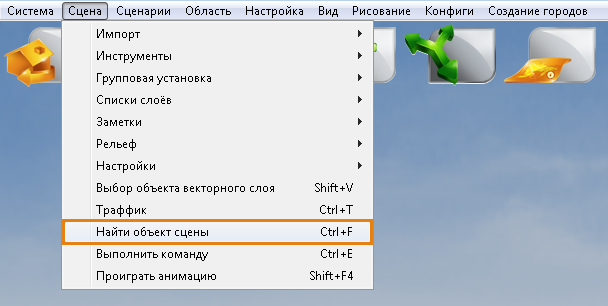 Система Сцена Сценарии Область Настройка Вид Рисование Конфиги Создание городов
Импорт
Инструменты
Групповая установка
Списки слоёв
Заметки
Рельеф
Настройки
Выбор объекта векторного слоя Shift+V
Траффик Ctrl+T
Найти объект сцены Ctrl+F
Выполнить команду Ctrl+E
Проиграть анимацию Shift+F4